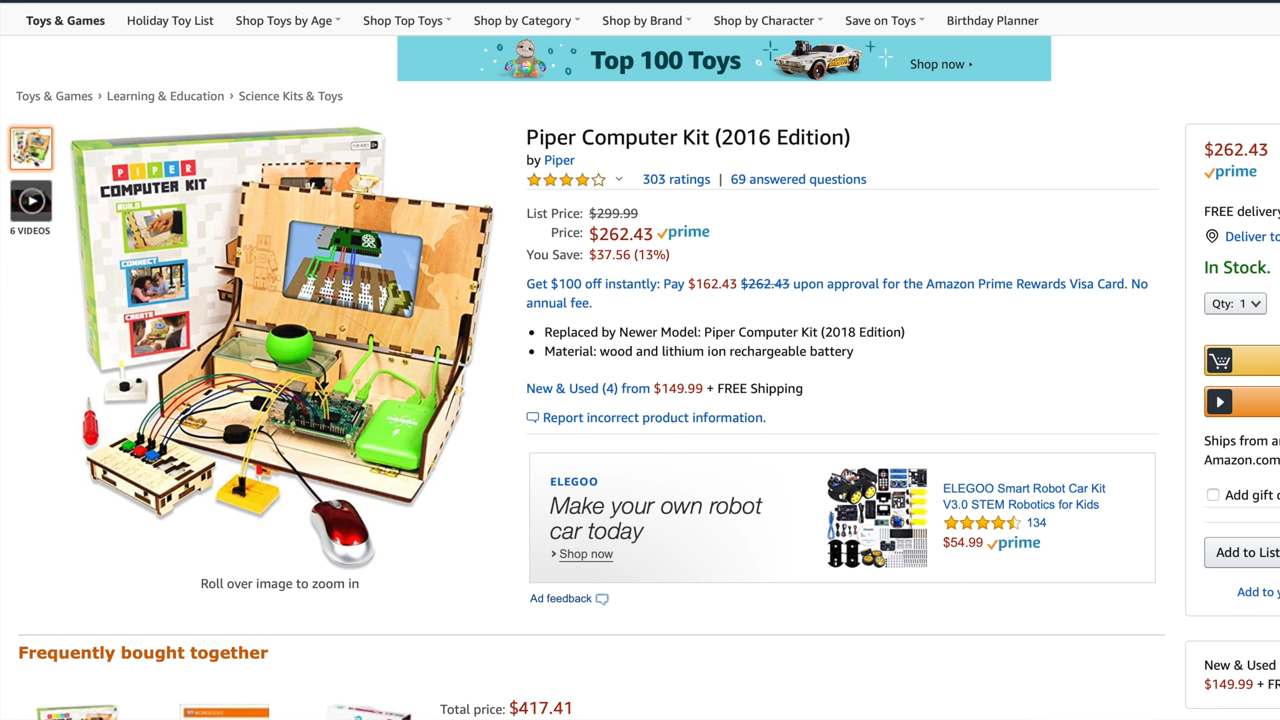 Toys & Games Holiday Toy List Shop Toys by Age Shop Top Toys Shop by Category Shop by Brand Shop by Character Save on Toys Birthday Planner
Top 100 Toys Shop now
Toys & Games › Learning & Education › Science Kits & Toys
PIPER
COMPUTER KIT
BUILD
CONNECT
CREATE
6 VIDEOS
Roll over image to zoom in
Piper Computer Kit (2016 Edition)
by Piper
303 ratings | 69 answered questions
List Price: $299.99
Price: $262.43 prime
You Save: $37.56 (13%)
Get $100 off instantly: Pay $162.43 $262.43 upon approval for the Amazon Prime Rewards Visa Card. No
annual fee.
• Replaced by Newer Model: Piper Computer Kit (2018 Edition)
• Material: wood and lithium ion rechargeable battery
New & Used (4) from $149.99 + FREE Shipping
Report incorrect product information.
ELEGOO
Make your own robot
car today
› Shop now
ELEGOO Smart Robot Car Kit
V3.0 STEM Robotics for Kids
134
$54.99 prime
Ad feedback
$262.43
prime
FREE delivery
Deliver to
In Stock.
Qty: 1
Ships from
Amazon.com
Add gift
Add to List
Add to
New & Used
$149.99 +
Frequently bought together
Total price: $417.41